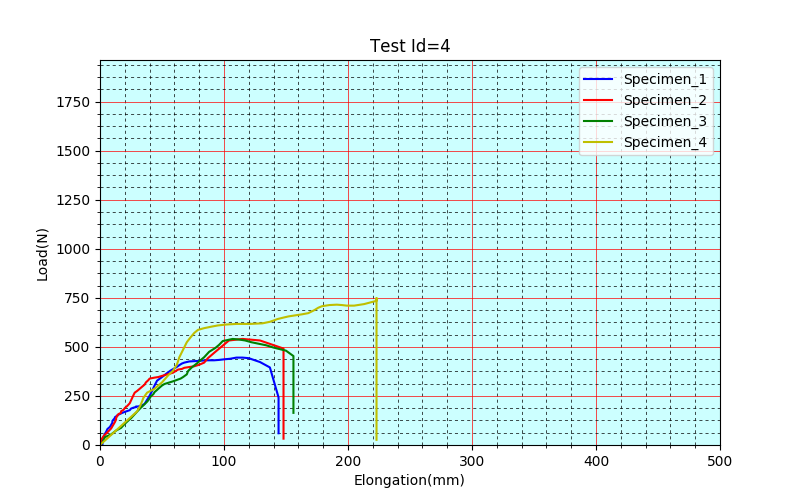 Test Id=4
Specimen_1
Specimen_2
Specimen_3
Specimen_4
1750
1500
1250
1000
750
500
250
0
Load(N)
0 100 200 300 400 500
Elongation(mm)